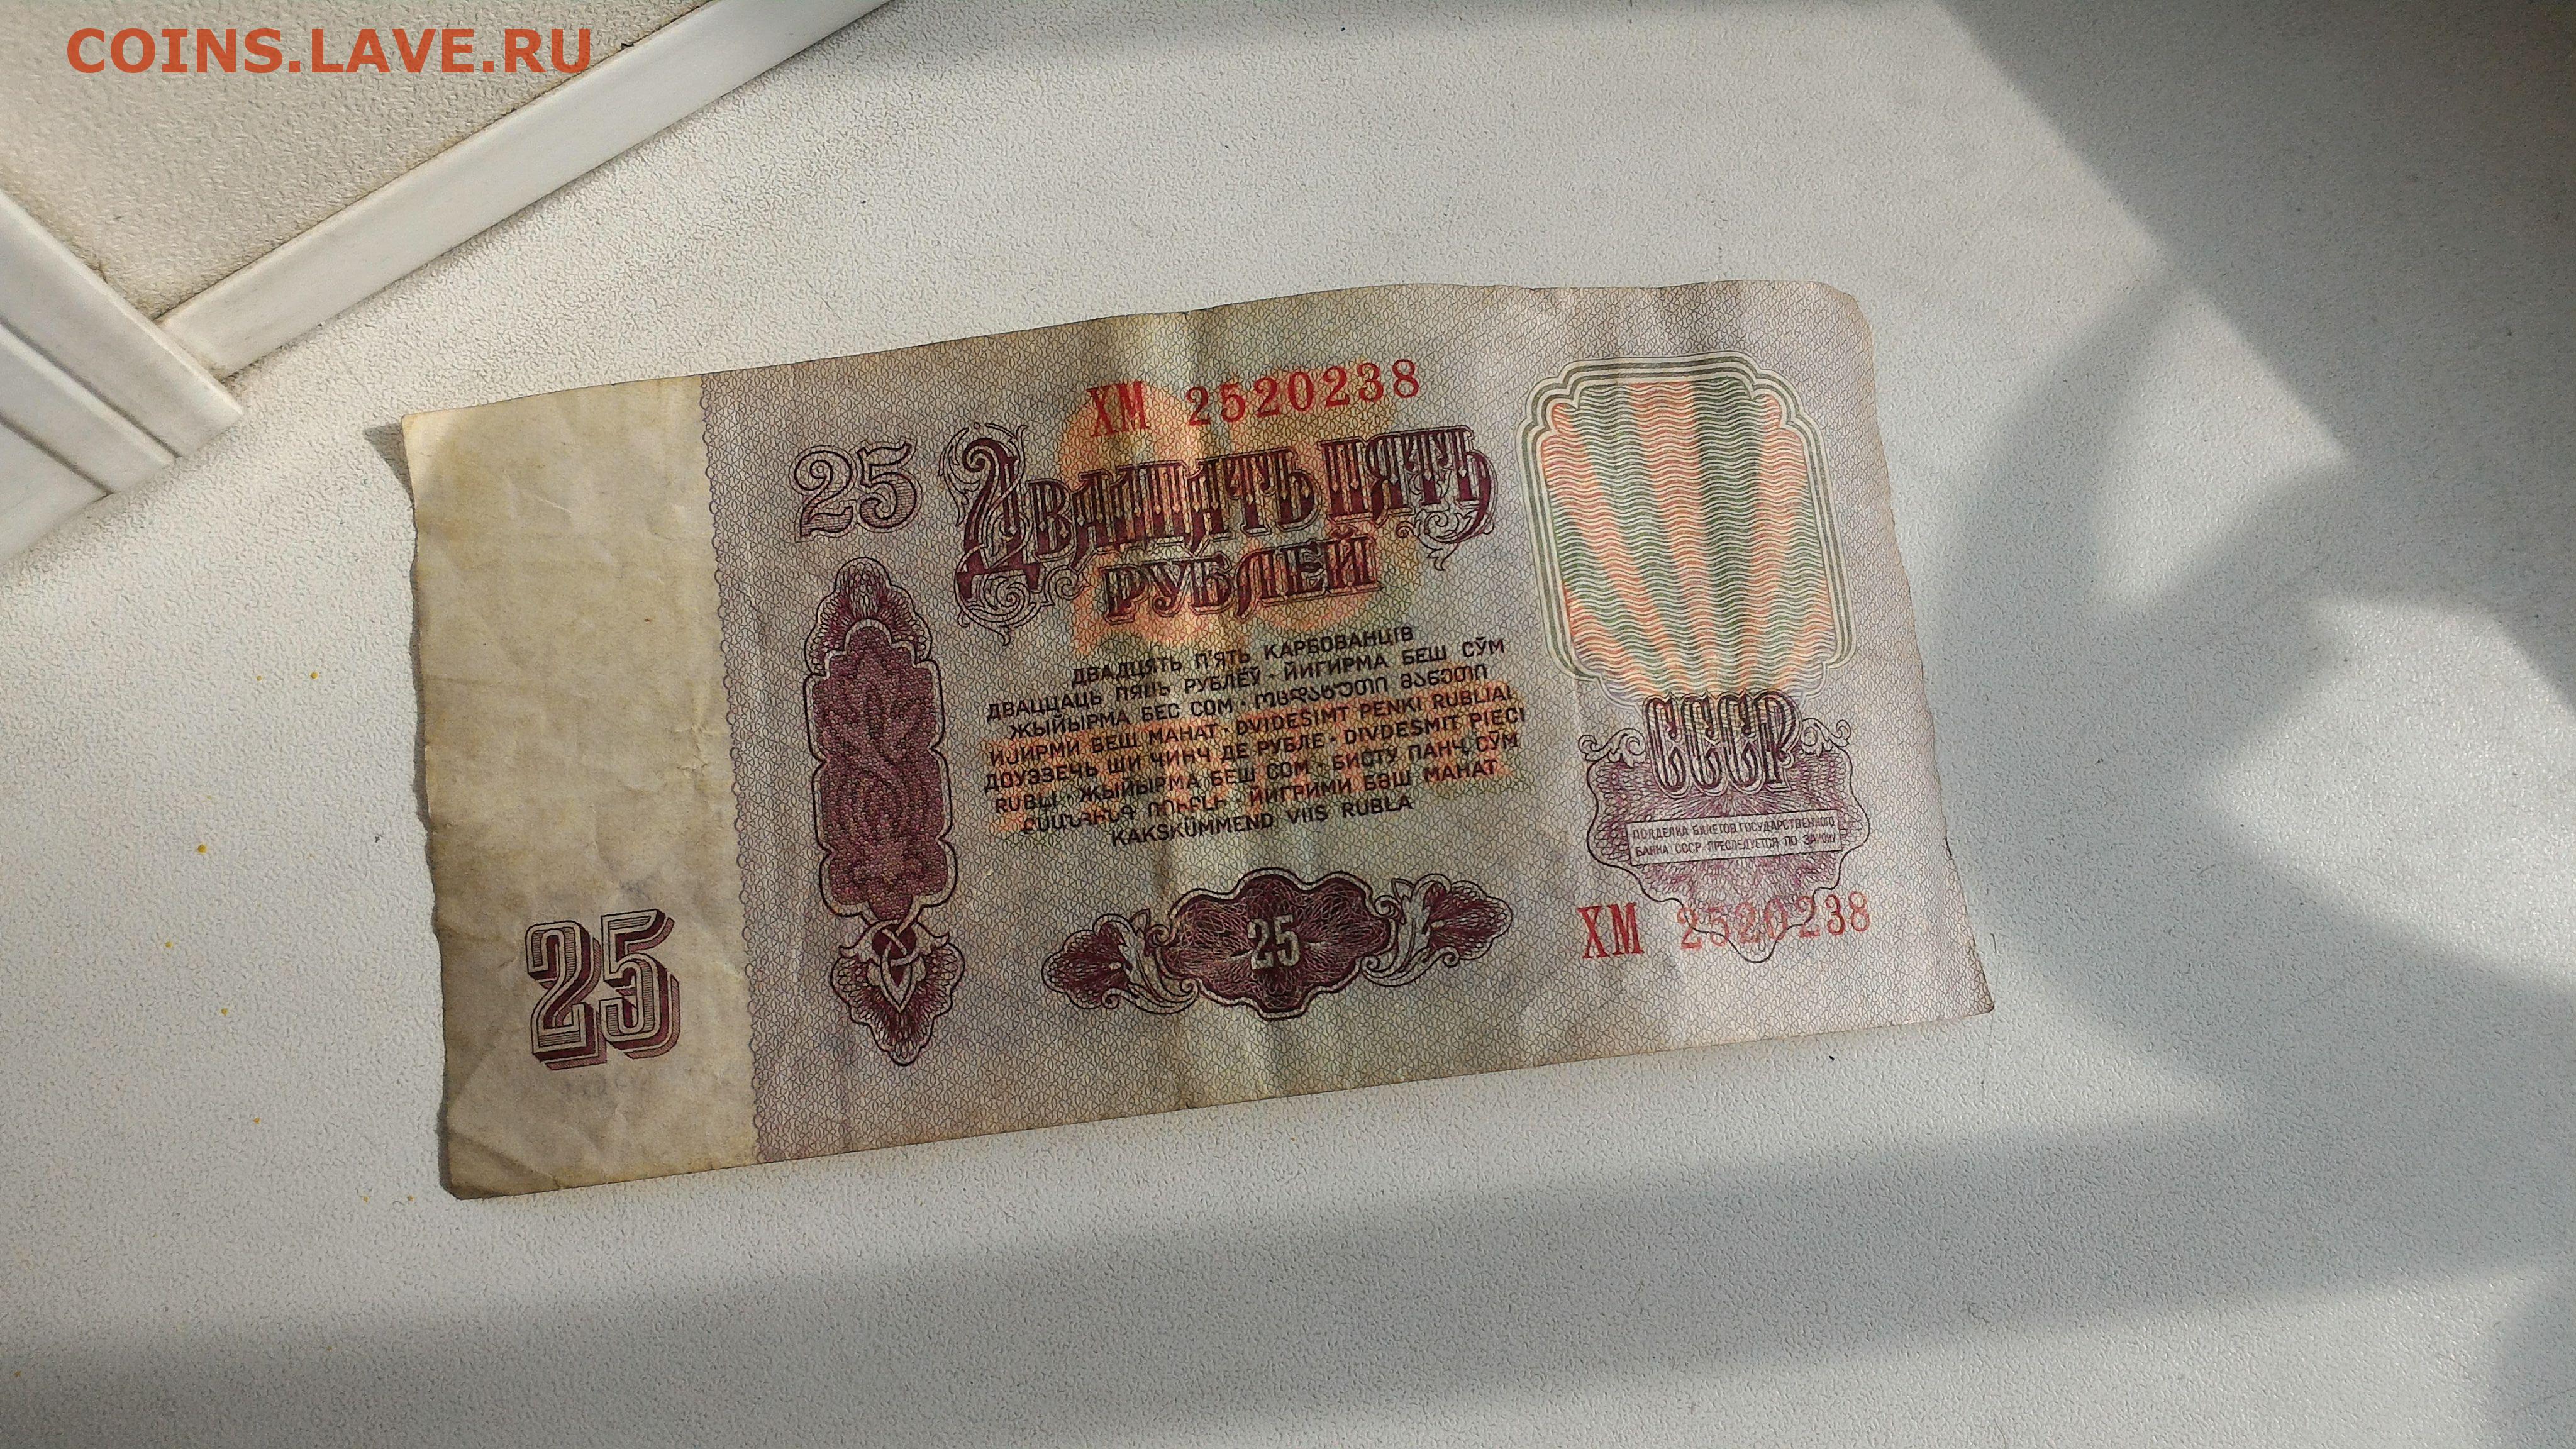 COINS.LAVE.RU
ХМ 2520238
25
ДВАДЦАТЬ ПЯТЬ
РУБЛЕЙ
ДВАДЦЯТЬ П'ЯТЬ КАРБОВАНЦІВ
ДВАЦЦАЦЬ ПЯЦЬ РУБЛЁЎ · ЙИГИРМА БЕШ СЎМ
ЖЫЙЫРМА БЕС СОМ · ᲝᲪᲓᲐᲮᲣᲗᲘ ᲛᲐᲜᲔᲗᲘ
ИЈИРМИ БЕШ МАНАТ · DVIDEŠIMT PENKI RUBLIAI
ДОУЭЗЕЧЬ ШИ ЧИНЧ ДЕ РУБЛЕ · DIVDESMIT PIECI
RUBĻI · ЖЫЙЫРМА БЕШ СОМ · БИСТУ ПАНҶ СӮМ
ՔՍԱՆՀԻՆԳ ՌՈՒԲԼԻ · ЙИГРИМИ БӘШ МАНАТ
KAKSKÜMMEND VIIS RUBLA
СССР
ПОДДЕЛКА БИЛЕТОВ ГОСУДАРСТВЕННОГО
БАНКА СССР ПРЕСЛЕДУЕТСЯ ПО ЗАКОНУ
25
25
ХМ 2520238